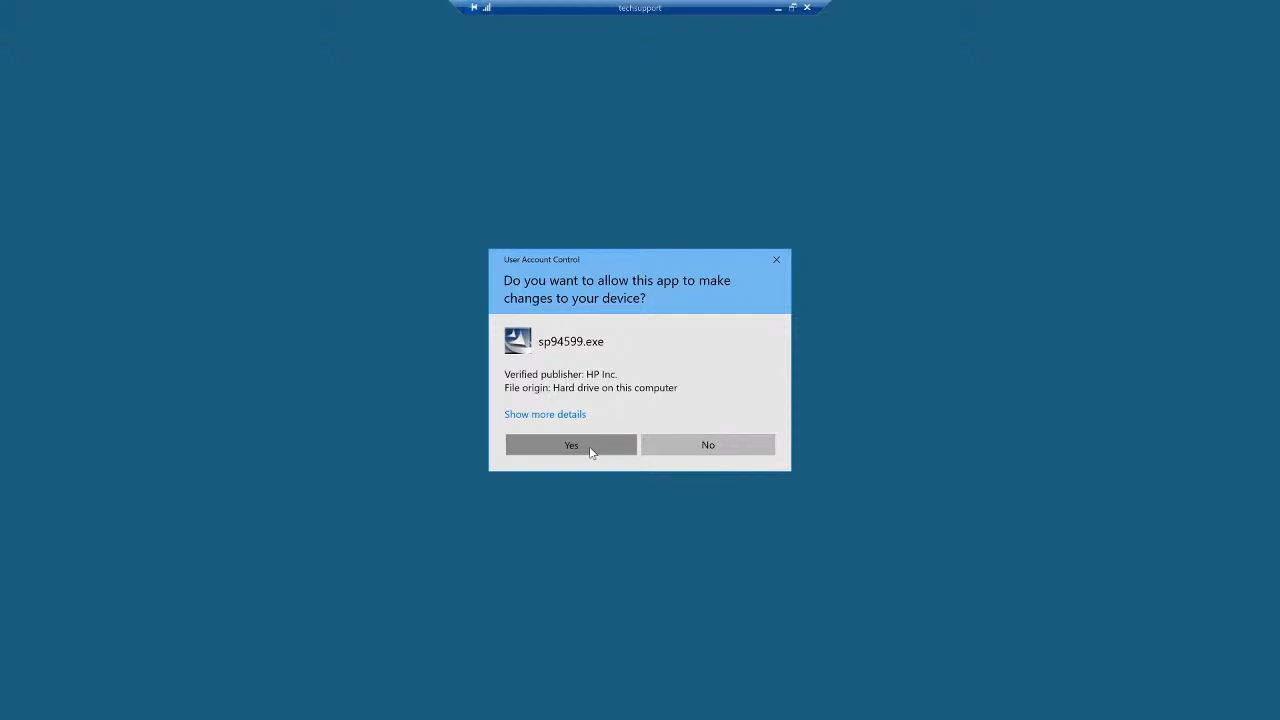 techsupport
User Account Control
Do you want to allow this app to make
changes to your device?
sp94599.exe
Verified publisher: HP Inc.
File origin: Hard drive on this computer
Show more details
Yes
No